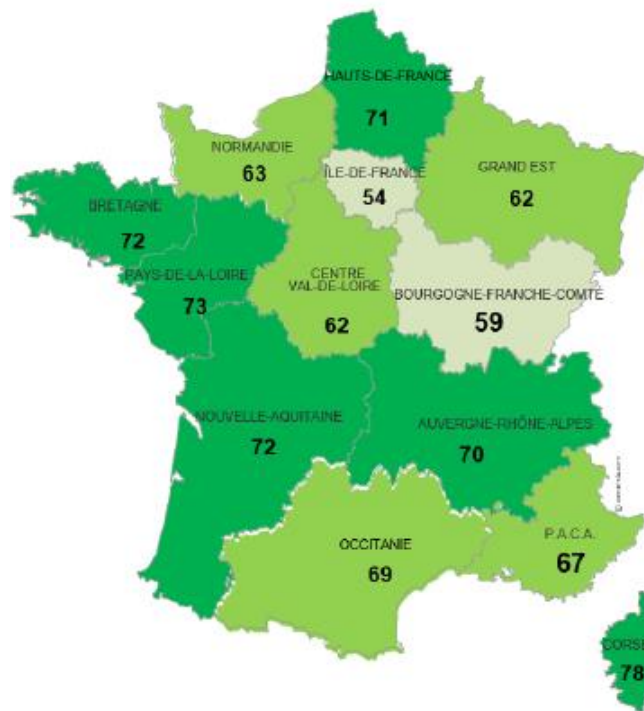 HAUTS-DE-FRANCE
71
NORMANDIE
63
ÎLE-DE-FRANCE
54
GRAND EST
62
BRETAGNE
72
PAYS-DE-LA-LOIRE
73
CENTRE
VAL-DE-LOIRE
62
BOURGOGNE-FRANCHE-COMTÉ
59
NOUVELLE-AQUITAINE
72
AUVERGNE-RHÔNE-ALPES
70
OCCITANIE
69
P.A.C.A.
67
78